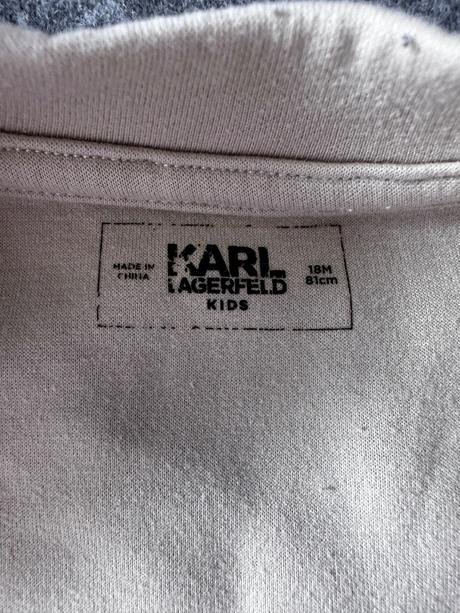 MADE IN
CHINA
KARL
LAGERFELD
KIDS
18M
81cm